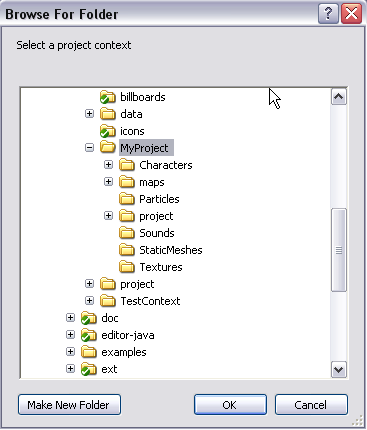 Browse For Folder
Select a project context
billboards
data
icons
MyProject
Characters
maps
Particles
project
Sounds
StaticMeshes
Textures
project
TestContext
doc
editor-java
examples
ext
Make New Folder OK Cancel